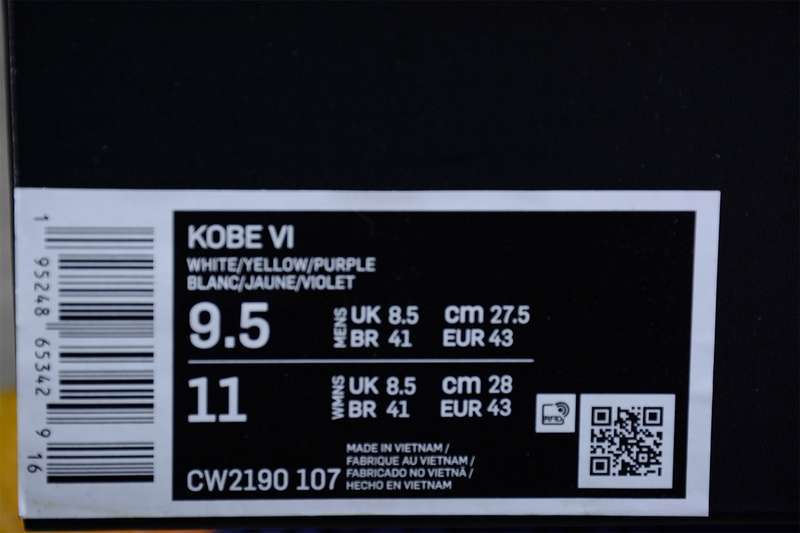 KOBE VI
WHITE/YELLOW/PURPLE
BLANC/JAUNE/VIOLET
9.5
MENS
UK 8.5 cm 27.5
BR 41 EUR 43
11
WMNS
UK 8.5 cm 28
BR 41 EUR 43
RFID
CW2190 107
MADE IN VIETNAM /
FABRIQUE AU VIETNAM /
FABRICADO NO VIETNÃ /
HECHO EN VIETNAM
1 95248 65342 9 16